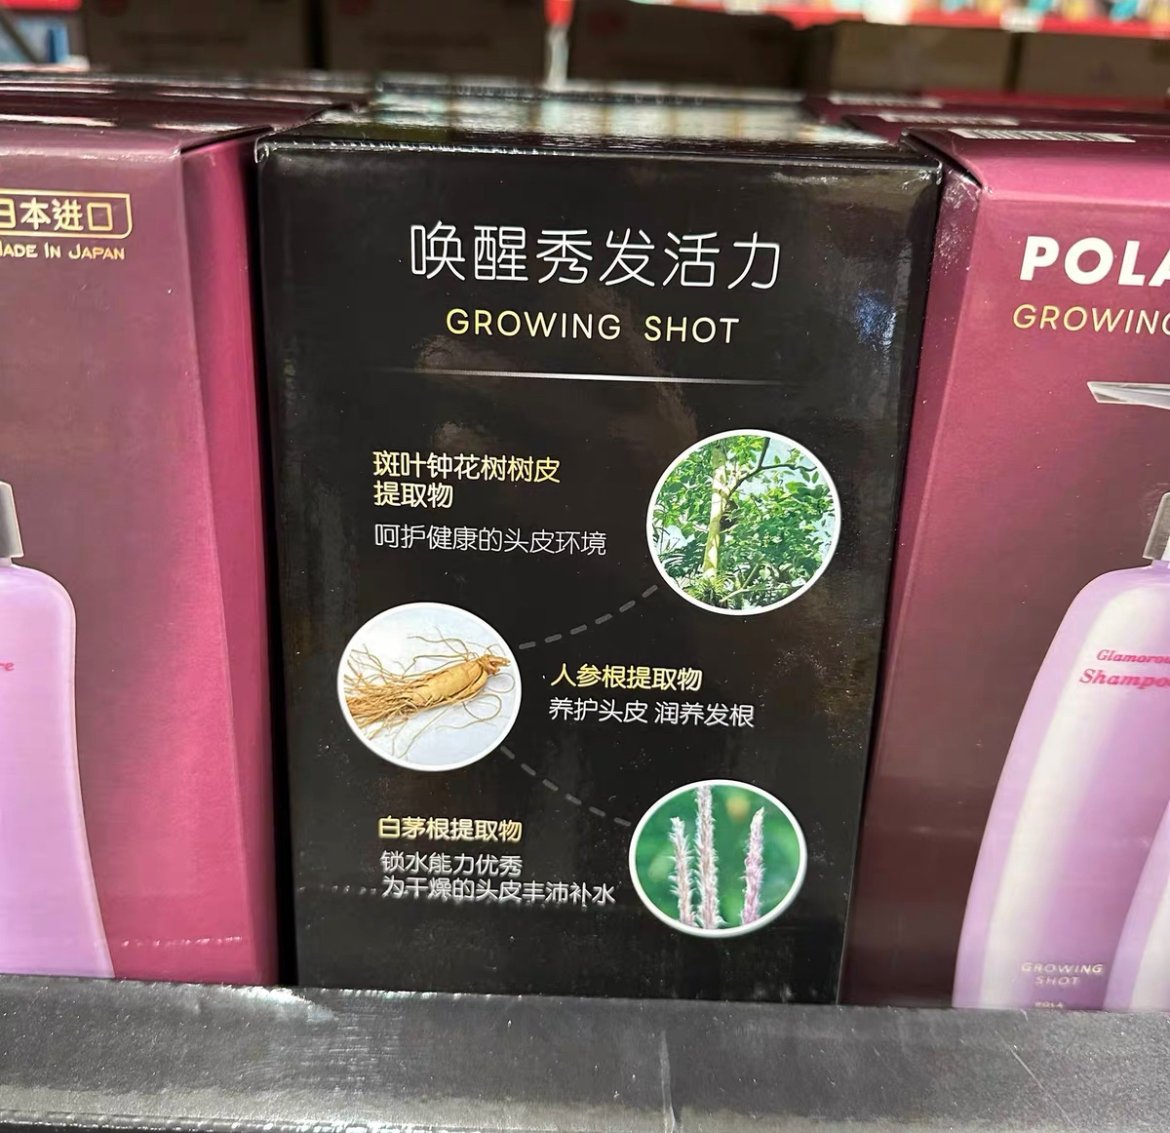 日本进口
MADE IN JAPAN
唤醒秀发活力
GROWING SHOT
斑叶钟花树树皮
提取物
呵护健康的头皮环境
人参根提取物
养护头皮 润养发根
白茅根提取物
锁水能力优秀
为干燥的头皮丰沛补水
POLA
GROWING
Shampoo
GROWING
SHOT
POLA